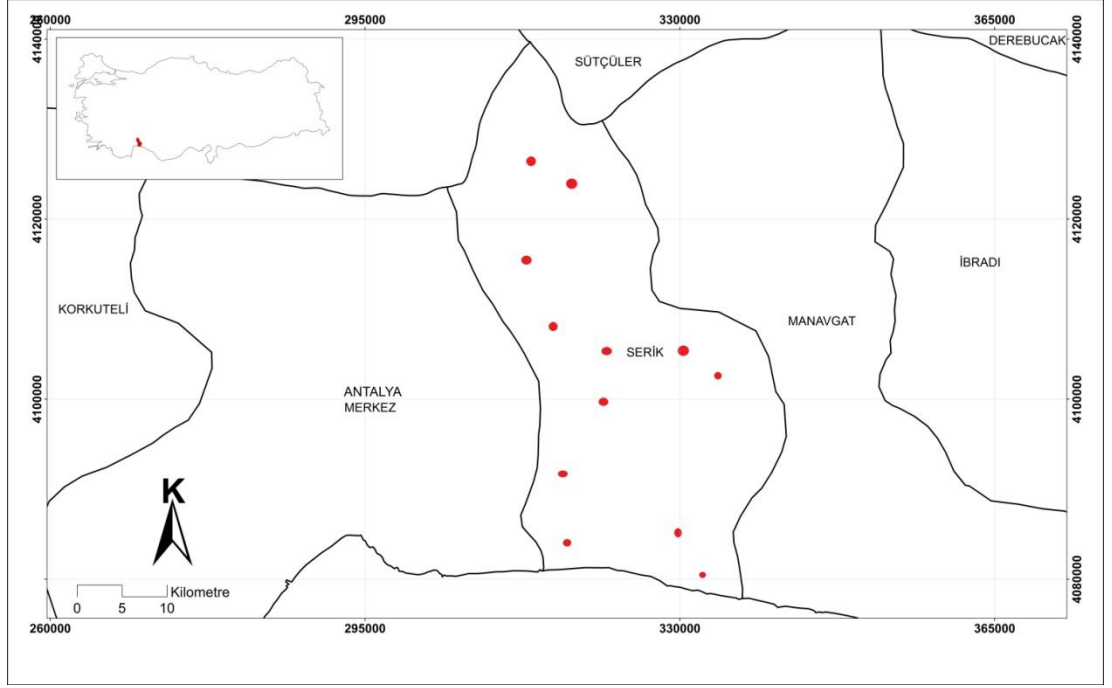 260000 295000 330000 365000
4140000 4140000
DEREBUCAK
SÜTÇÜLER
4120000 4120000
İBRADI
KORKUTELİ
MANAVGAT
SERİK
ANTALYA
MERKEZ
4100000 4100000
K
4080000 4080000
Kilometre
0 5 10
260000 295000 330000 365000